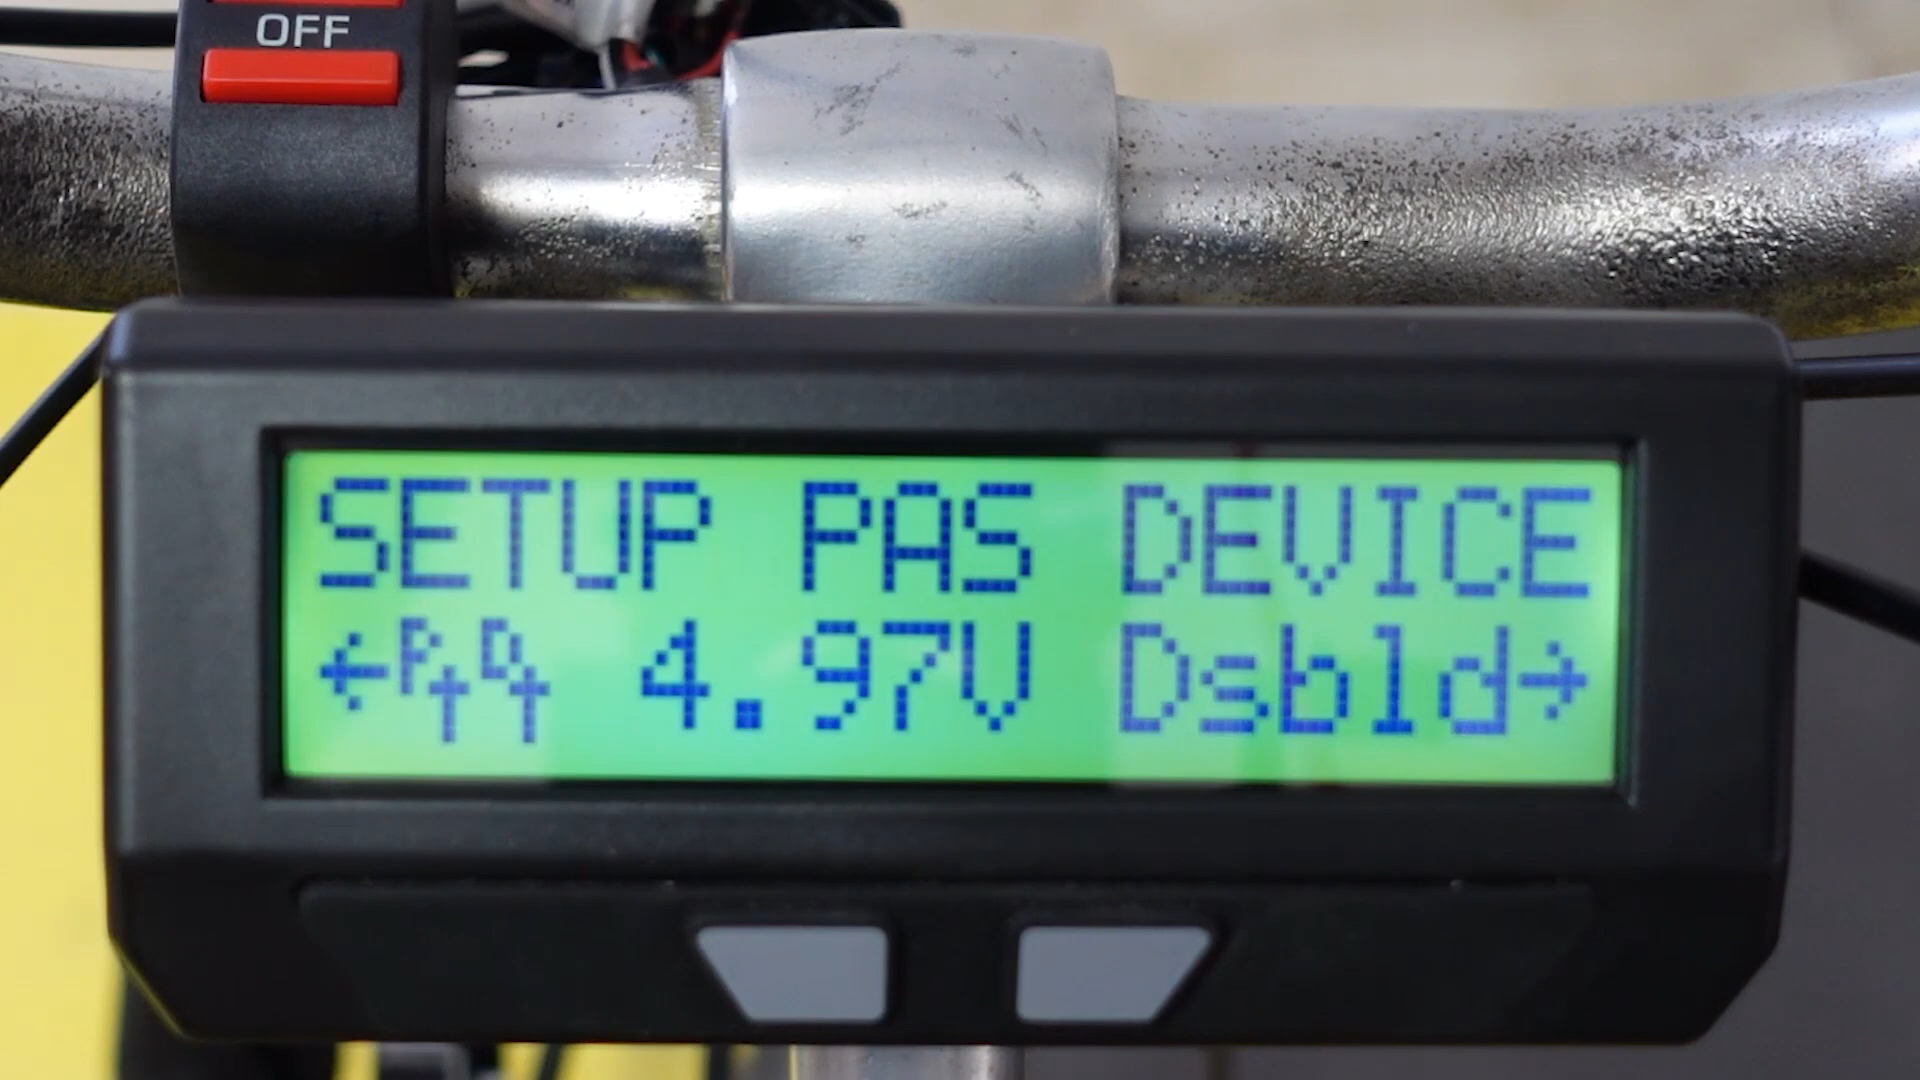 OFF
SETUP PAS DEVICE
←P↑D↑ 4.97V Dsbld→